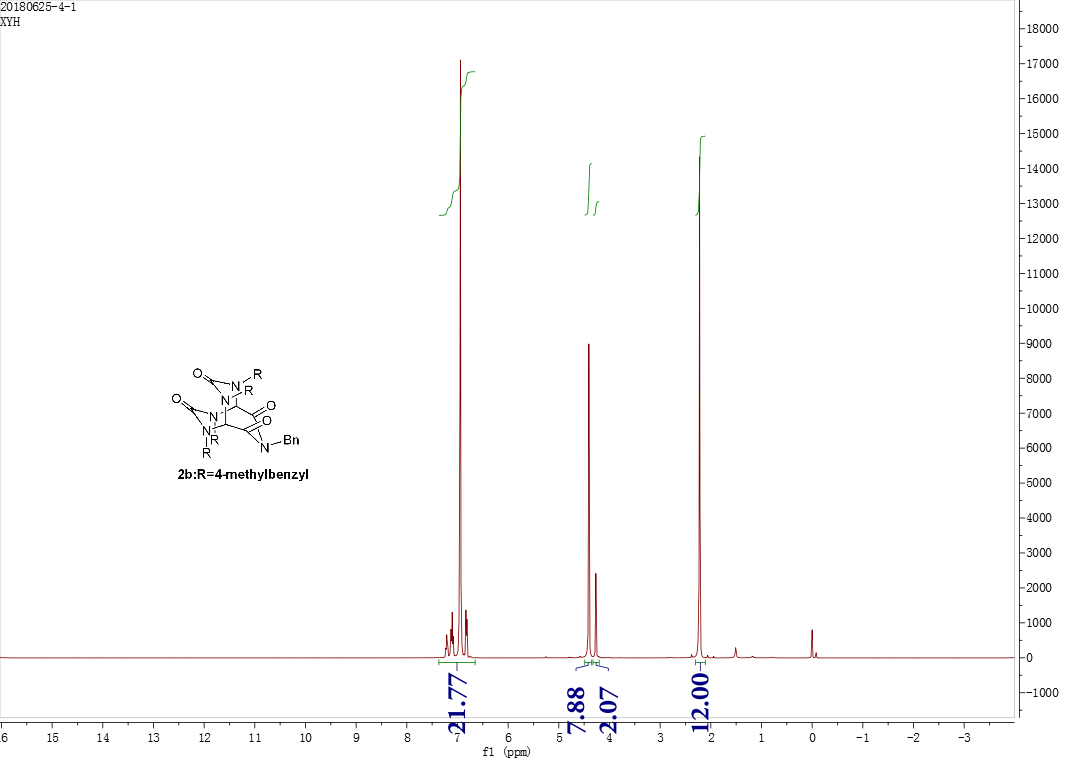 20180625-4-1
XYH
18000
17000
16000
15000
14000
13000
12000
11000
10000
9000
8000
7000
6000
5000
4000
3000
2000
1000
0
-1000
O
N
R
R
N
O
N
O
O
N
R
R
N
Bn
2b:R=4-methylbenzyl
21.77
7.88
2.07
12.00
6
15
14
13
12
11
10
9
8
7
6
5
4
3
2
1
0
-1
-2
-3
f1 (ppm)